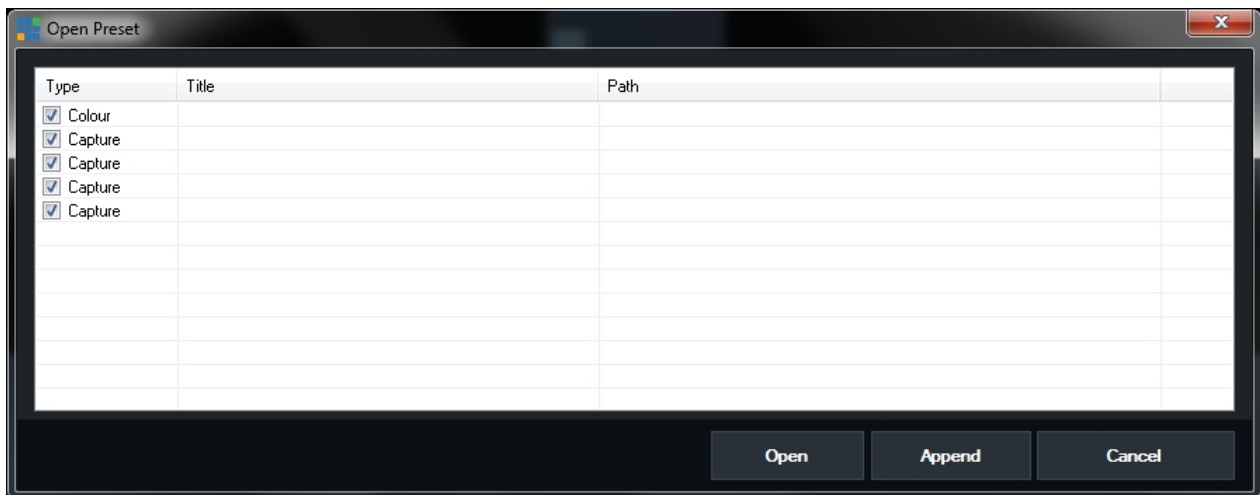 Open Preset
Type Title Path
Colour
Capture
Capture
Capture
Capture
Open Append Cancel